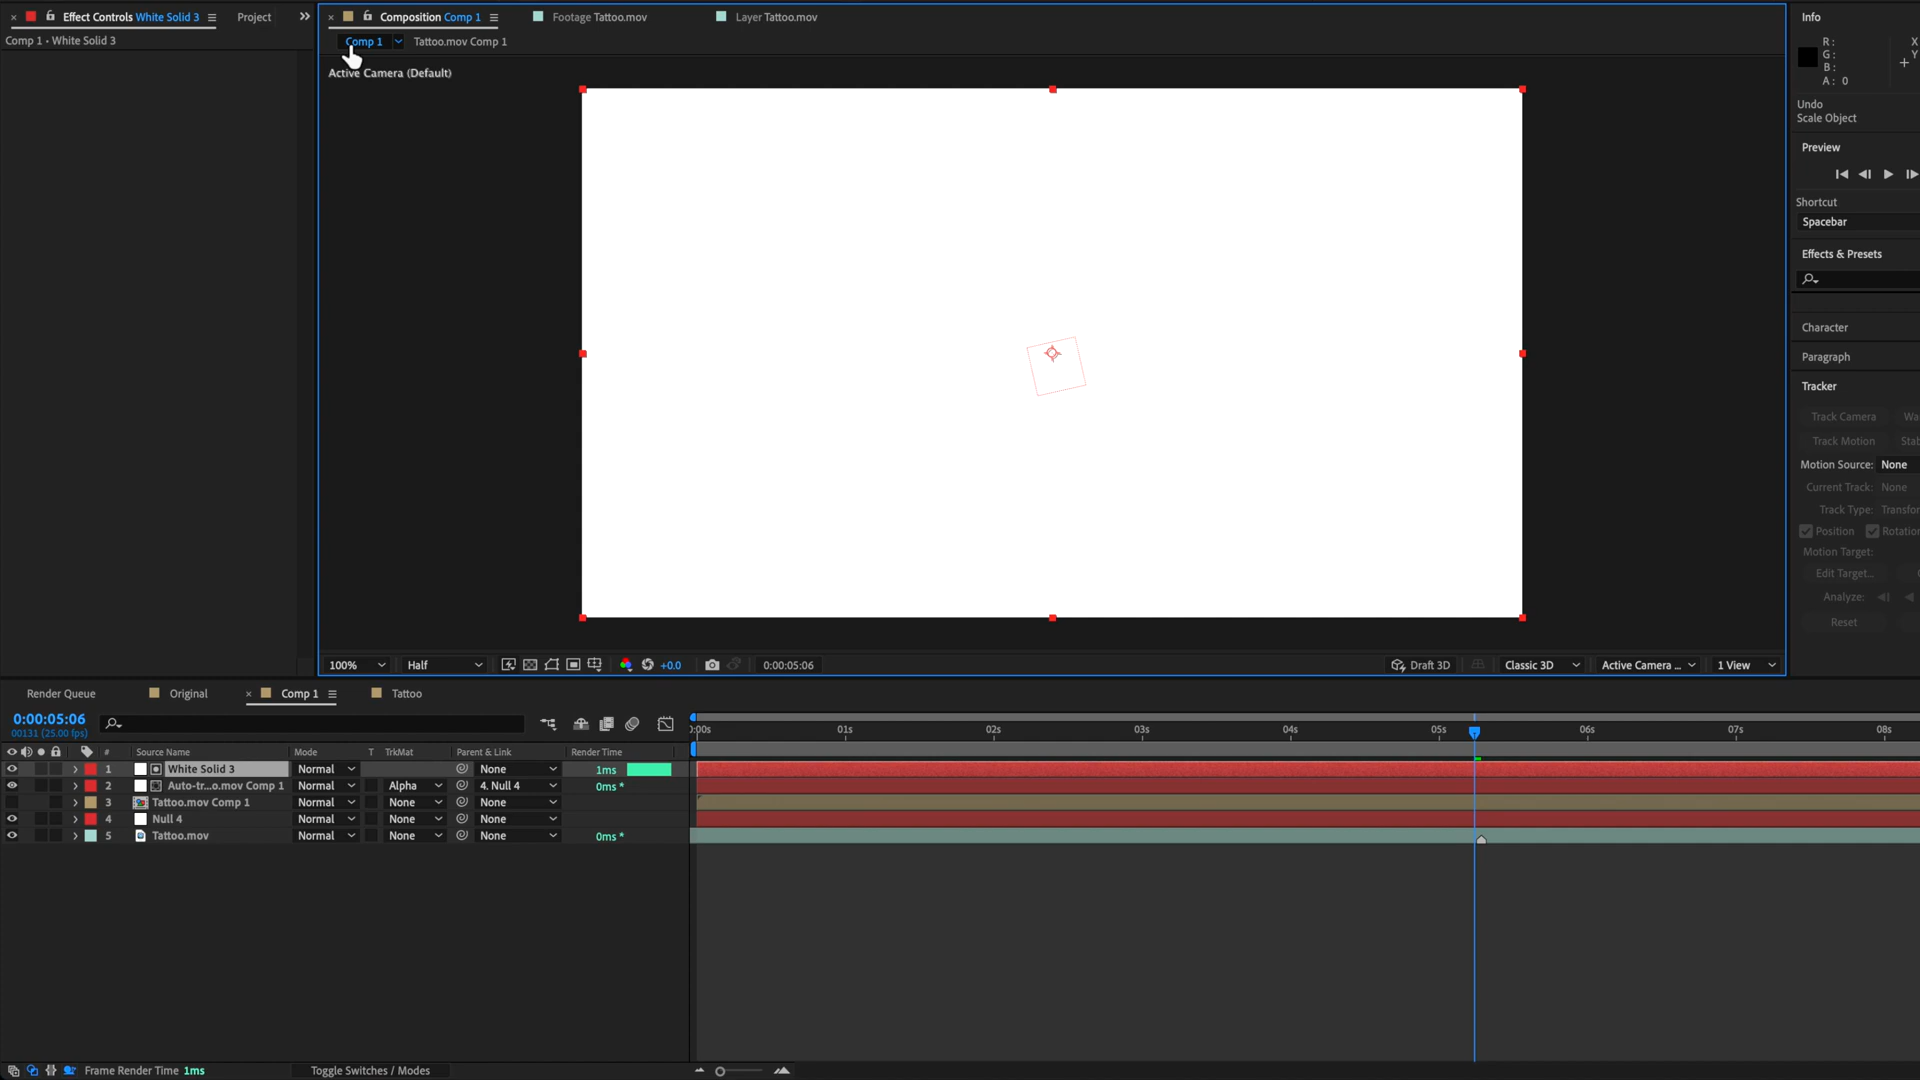 Effect Controls White Solid 3
Project
Composition Comp 1
Footage Tattoo.mov
Layer Tattoo.mov
Info
Comp 1 • White Solid 3
Comp 1
Tattoo.mov Comp 1
R:
X
G:
Y
B:
A: 0
Active Camera (Default)
Undo
Scale Object
Preview
Shortcut
Spacebar
Effects & Presets
Character
Paragraph
Tracker
Track Camera
Track Motion
Motion Source: None
Current Track: None
Track Type:
Position
Motion Target:
Edit Target...
Analyze:
Reset
100%
Half
+0.0
0:00:05:06
Draft 3D
Classic 3D
Active Camera ...
1 View
Render Queue
Original
Comp 1
Tattoo
0:00:05:06
00131 (25.00 fps)
01s
02s
03s
04s
05s
06s
07s
08s
# Source Name Mode T TrkMat Parent & Link Render Time
1 White Solid 3 Normal None 1ms
2 Auto-tr...o.mov Comp 1 Normal Alpha 4. Null 4 0ms *
3 Tattoo.mov Comp 1 Normal None None
4 Null 4 Normal None None
5 Tattoo.mov Normal None None 0ms *
Frame Render Time 1ms
Toggle Switches / Modes